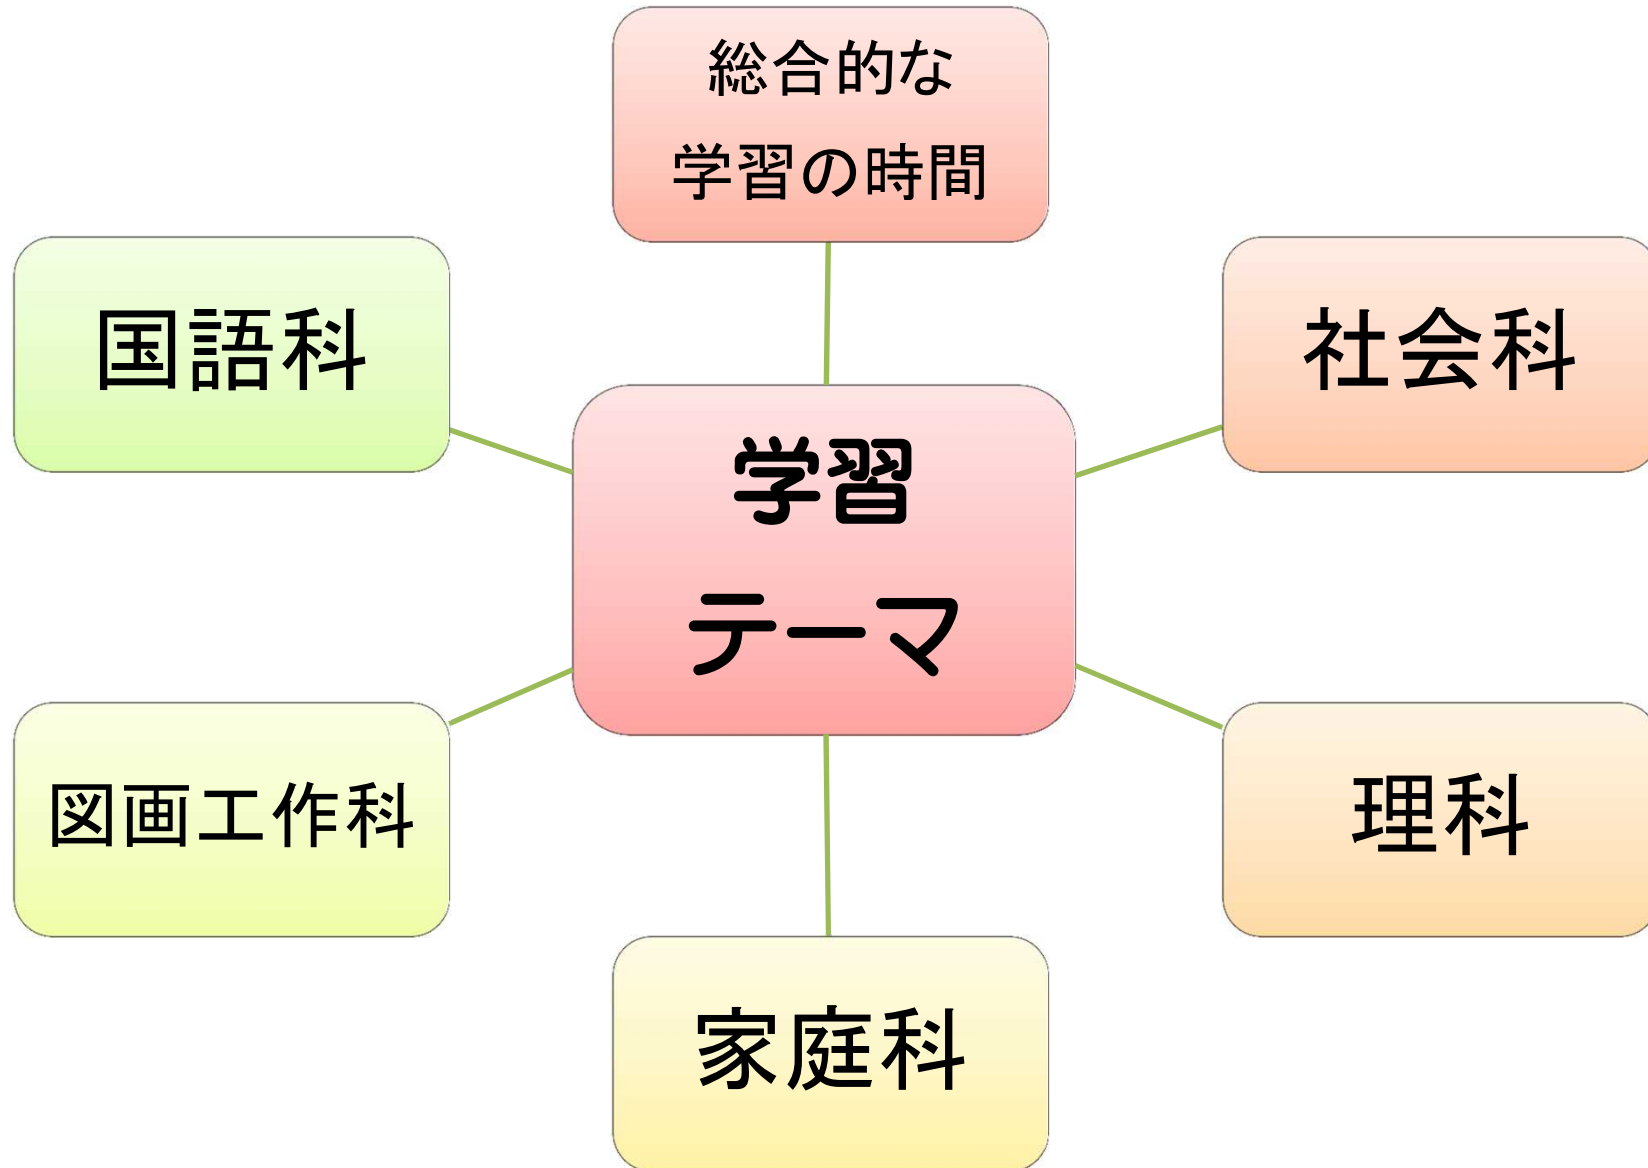 総合的な
学習の時間
国語科
社会科
学習
テーマ
図画工作科
理科
家庭科